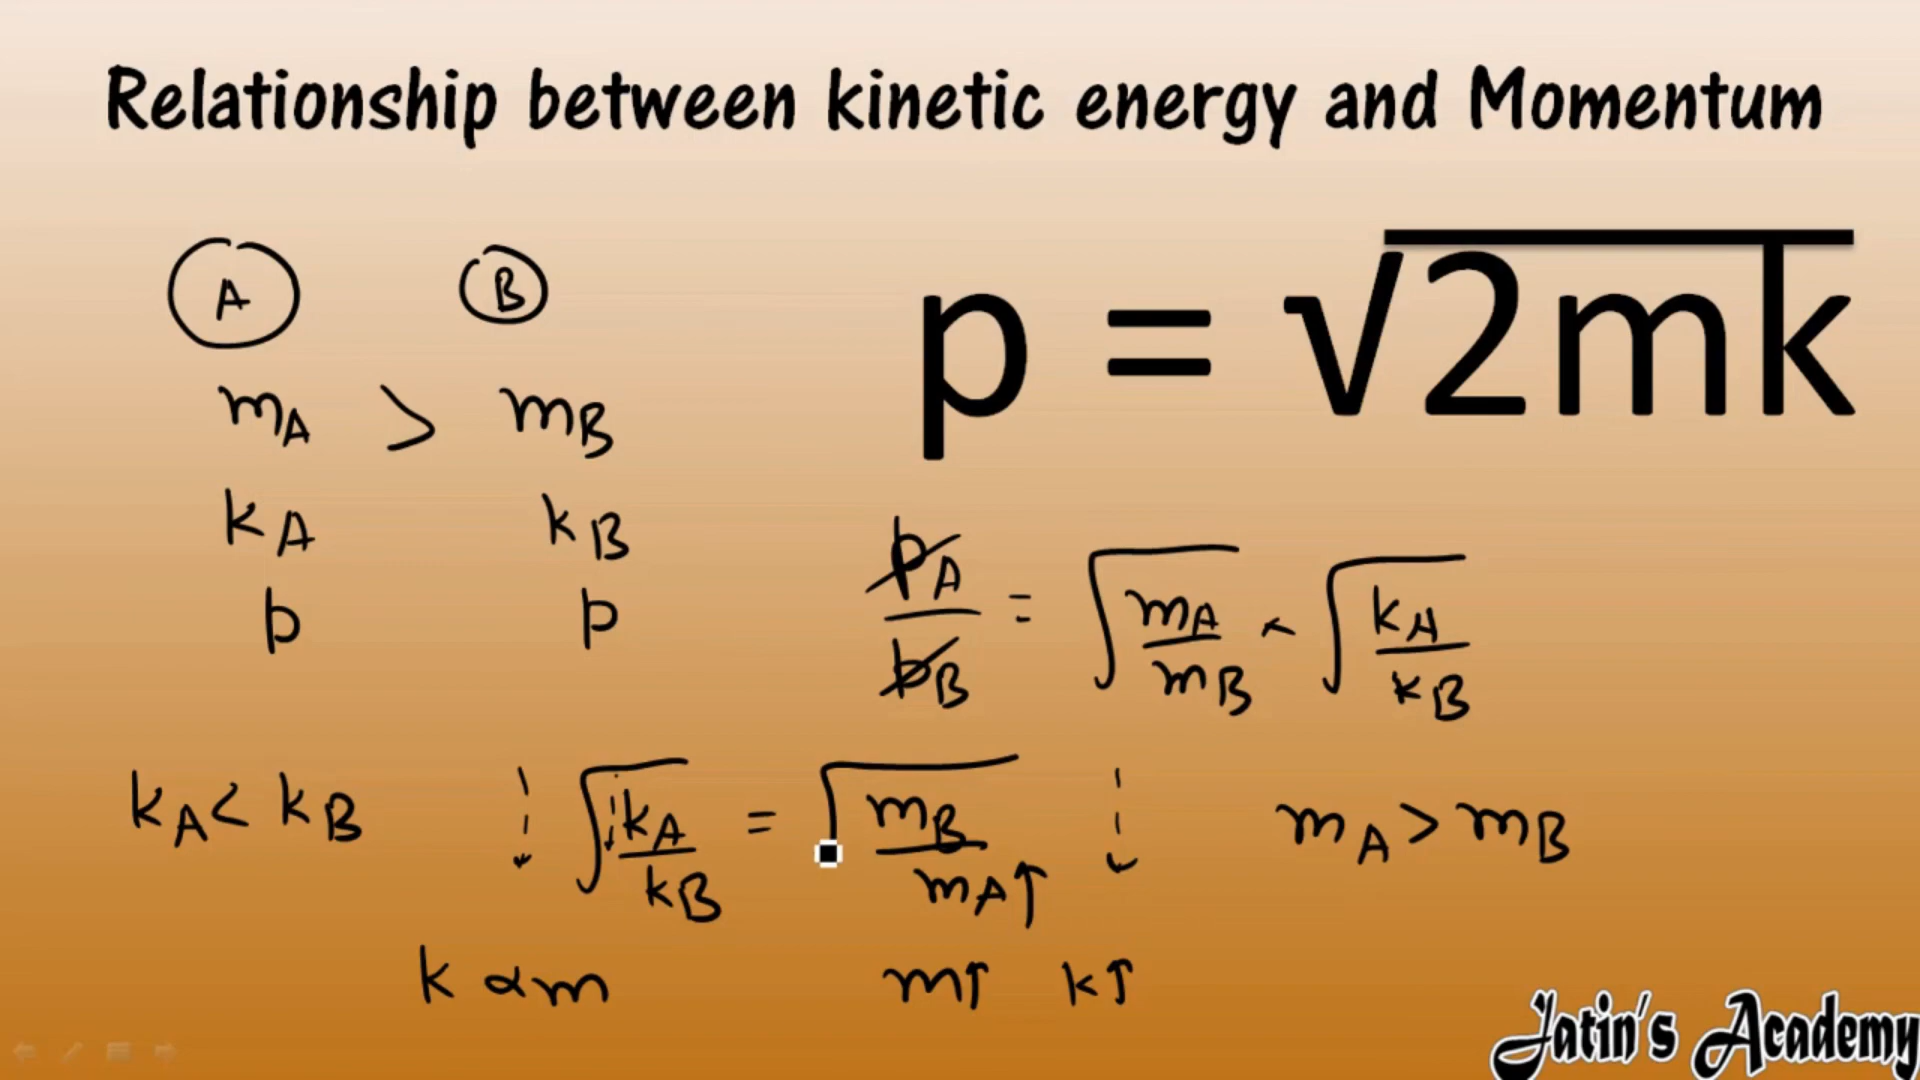 Relationship between kinetic energy and Momentum
A B
p = √2mk
mA > mB
kA kB
p p
pA/pB = √mA/mB × √kA/kB
kA < kB √kA/kB = √mB/mA↑ mA > mB
k ∝ m m↑ k↑
Jatin's Academy